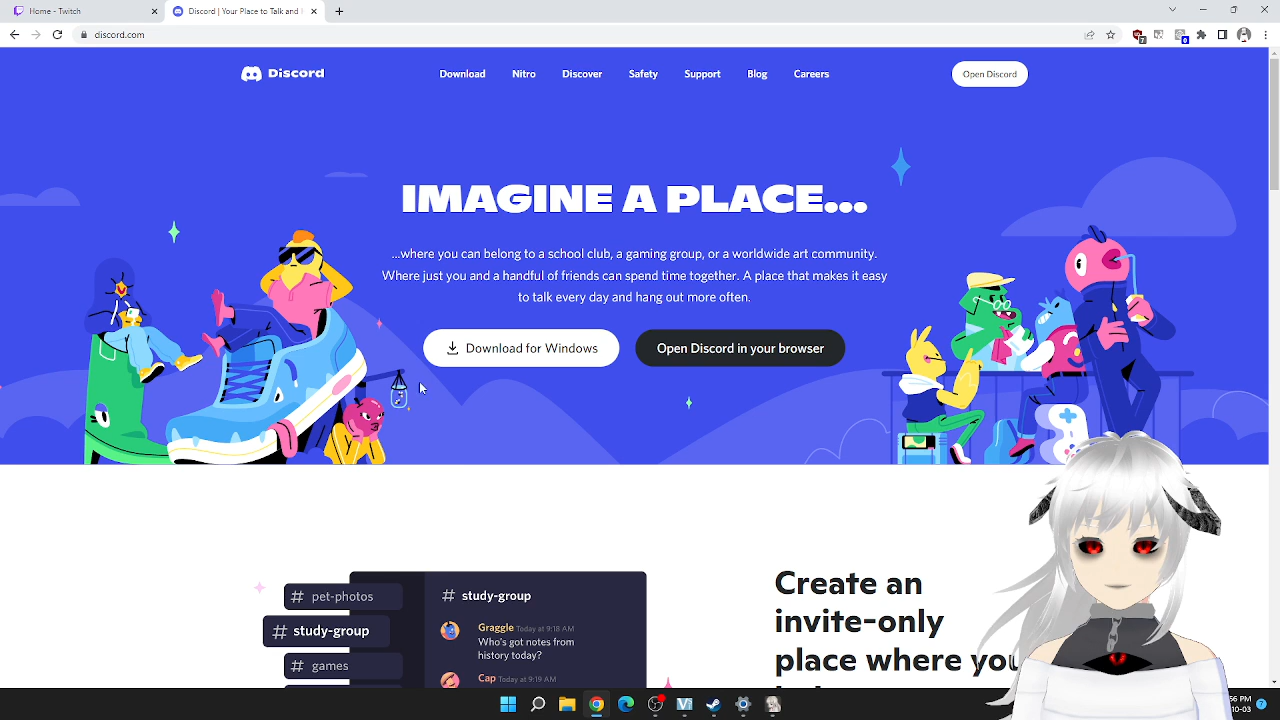 Home - Twitch
Discord | Your Place to Talk and
discord.com
Discord
Download Nitro Discover Safety Support Blog Careers
Open Discord
IMAGINE A PLACE...
...where you can belong to a school club, a gaming group, or a worldwide art community.
Where just you and a handful of friends can spend time together. A place that makes it easy
to talk every day and hang out more often.
Download for Windows
Open Discord in your browser
# pet-photos
# study-group
# games
# study-group
Graggle Today at 9:18 AM
Who's got notes from
history today?
Cap Today at 9:19 AM
Create an
invite-only
place where you